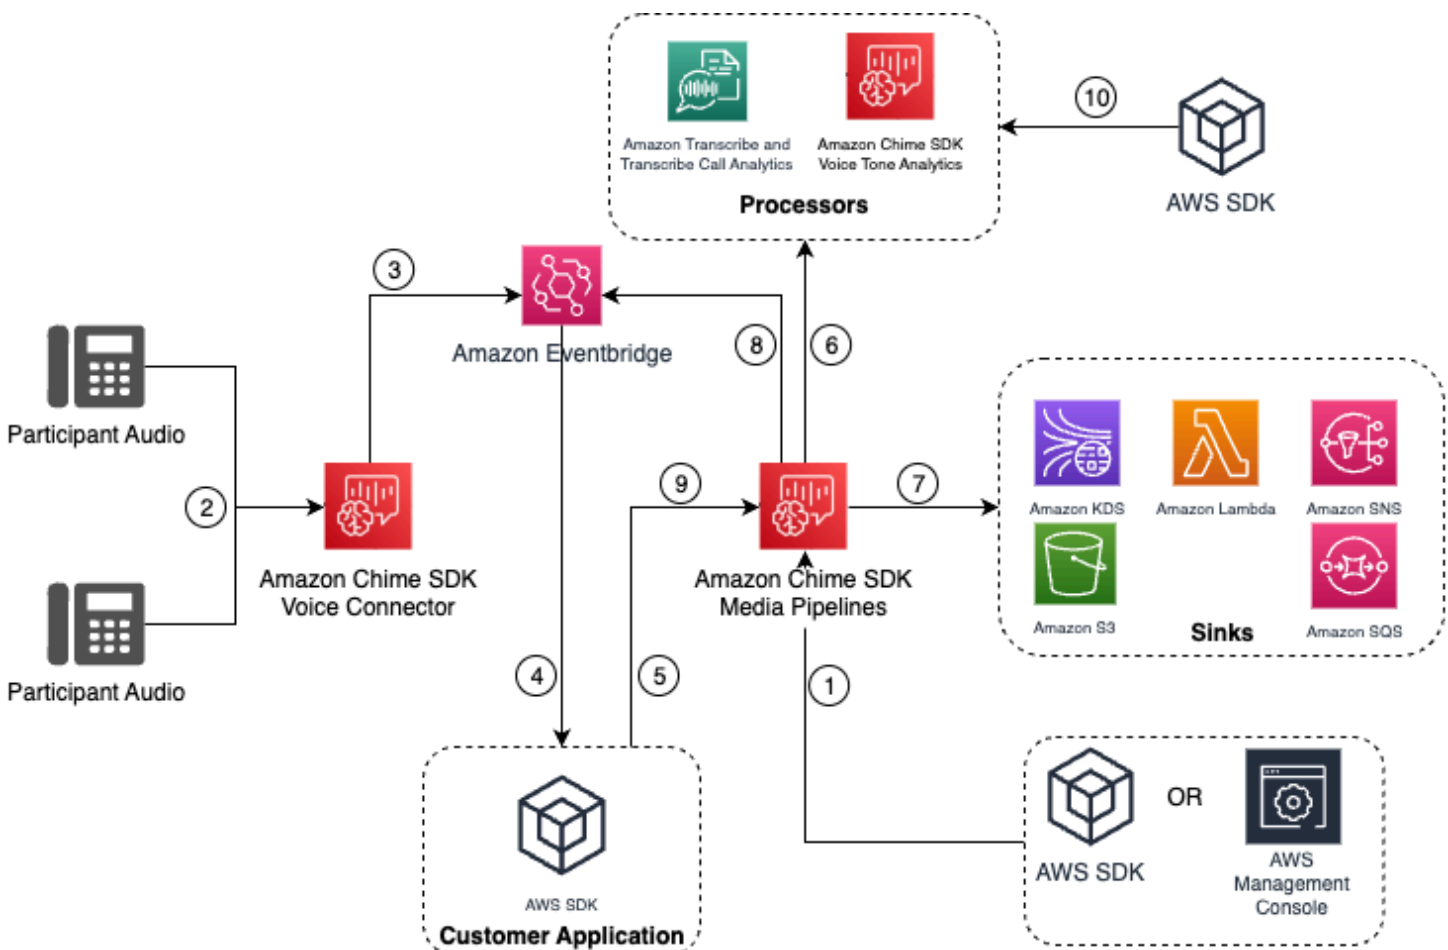 Amazon Transcribe and
Transcribe Call Analytics
Amazon Chime SDK
Voice Tone Analytics
Processors
10
AWS SDK
3
Amazon Eventbridge
8
6
Participant Audio
2
Amazon Chime SDK
Voice Connector
9
Amazon Chime SDK
Media Pipelines
7
Amazon KDS
Amazon Lambda
Amazon SNS
Amazon S3
Sinks
Amazon SQS
Participant Audio
4
5
1
AWS SDK
Customer Application
AWS SDK
OR
AWS
Management
Console